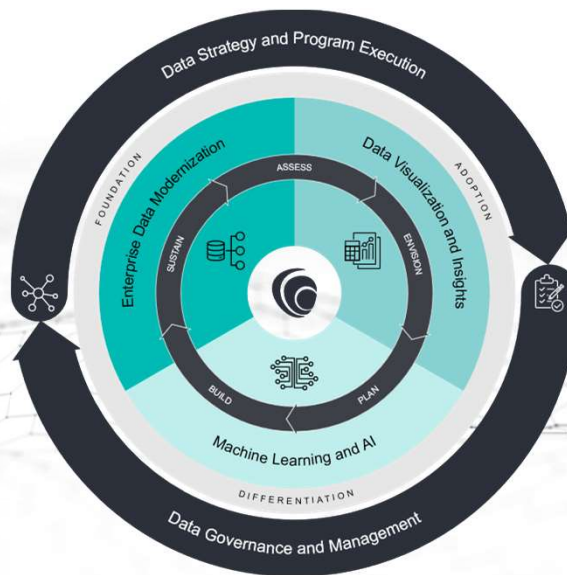 Data Strategy and Program Execution
FOUNDATION
ADOPTION
Enterprise Data Modernization
Data Visualization and Insights
ASSESS
ENVISION
PLAN
BUILD
SUSTAIN
Machine Learning and AI
DIFFERENTIATION
Data Governance and Management